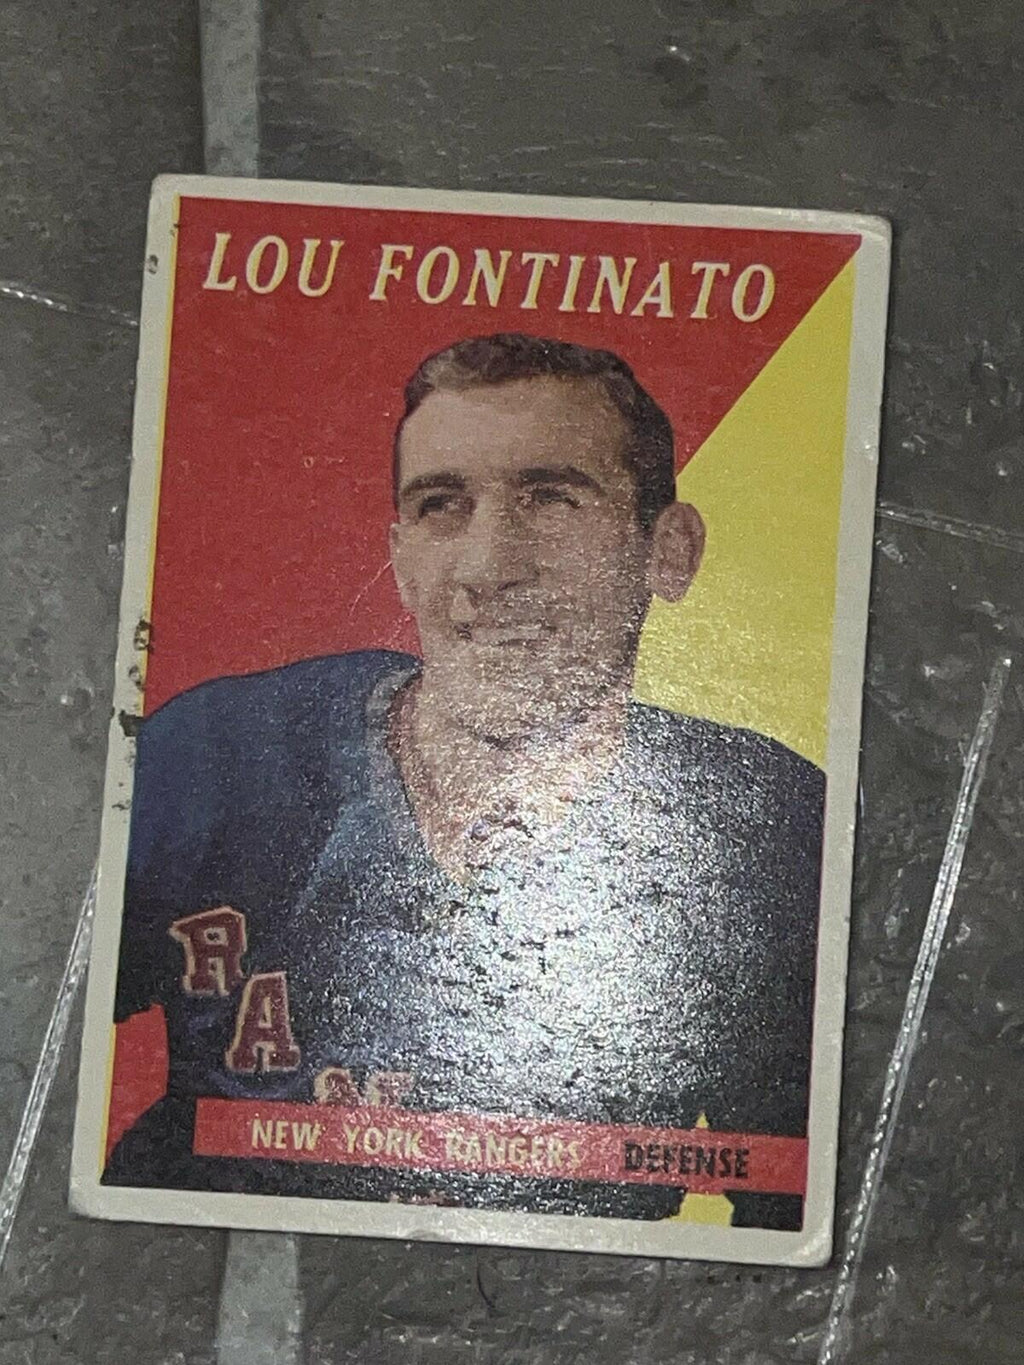 LOU FONTINATO
RA
NEW YORK RANGERS DEFENSE